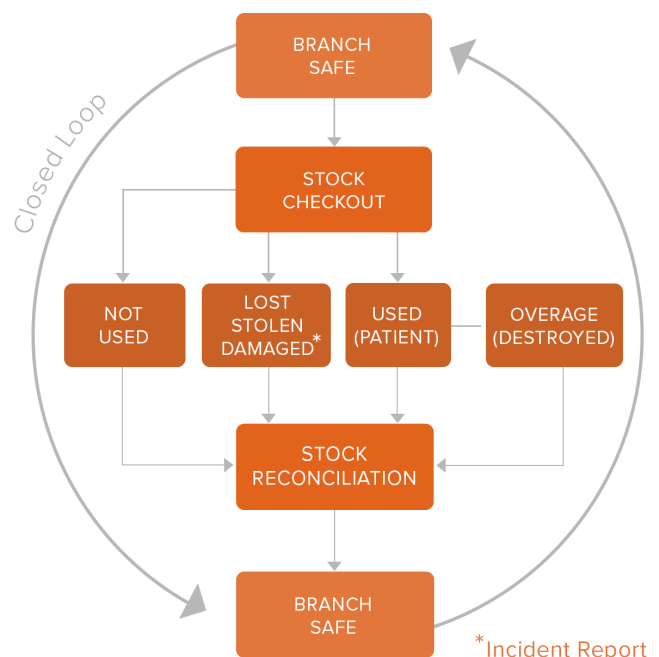 BRANCH
SAFE
Closed Loop
STOCK
CHECKOUT
NOT
USED
LOST
STOLEN
DAMAGED*
USED
(PATIENT)
OVERAGE
(DESTROYED)
STOCK
RECONCILIATION
BRANCH
SAFE
*Incident Report